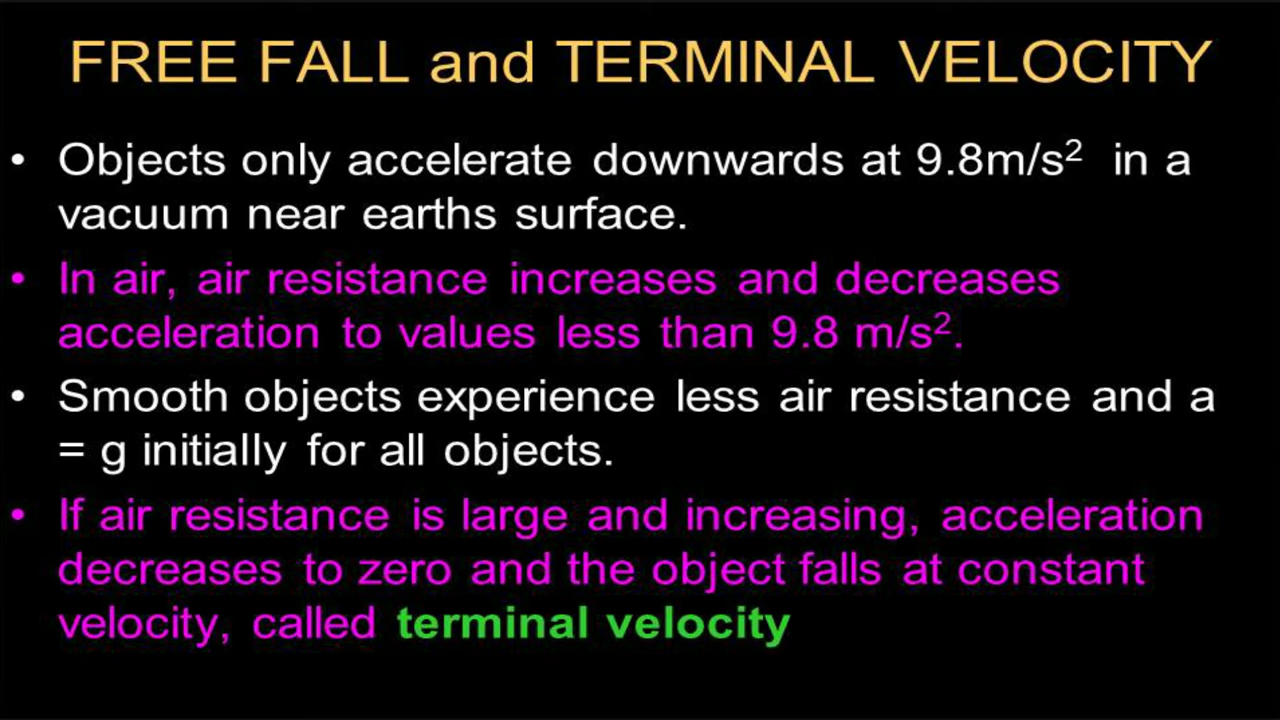 FREE FALL and TERMINAL VELOCITY
• Objects only accelerate downwards at 9.8m/s² in a
vacuum near earths surface.
• In air, air resistance increases and decreases
acceleration to values less than 9.8 m/s².
• Smooth objects experience less air resistance and a
= g initially for all objects.
• If air resistance is large and increasing, acceleration
decreases to zero and the object falls at constant
velocity, called terminal velocity